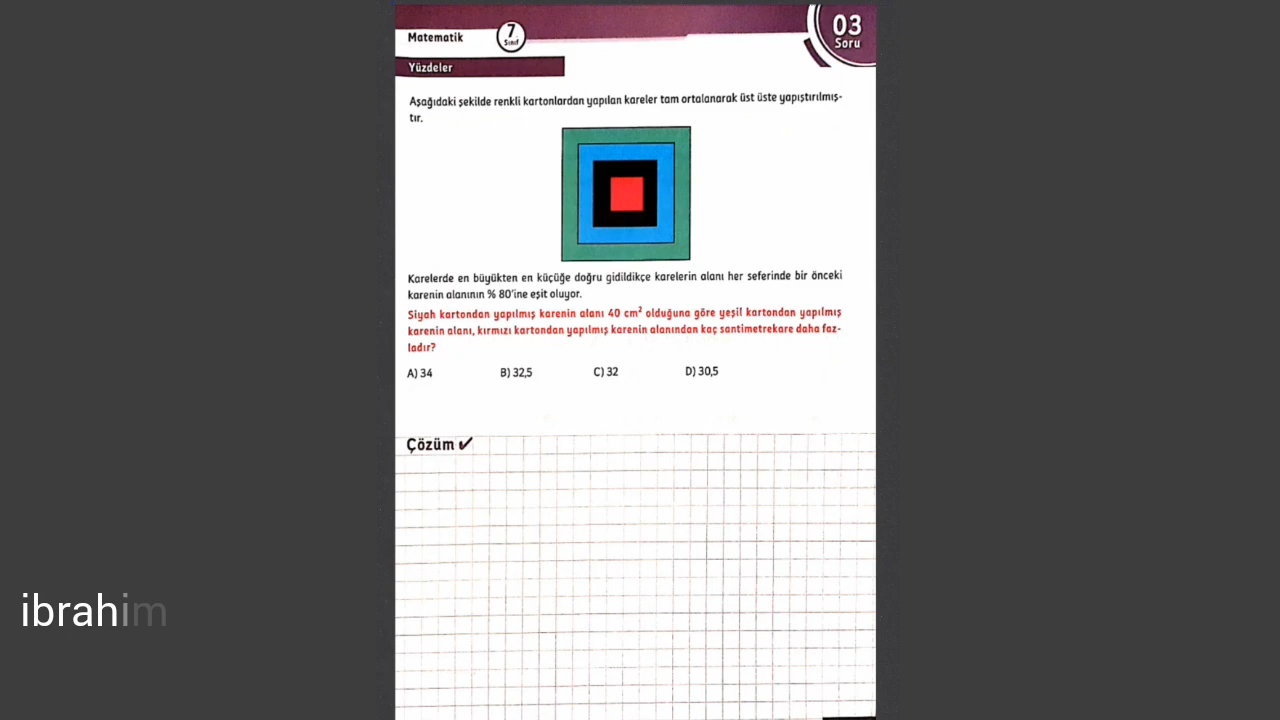 Matematik
7.
Sınıf
03
Soru
Yüzdeler
Aşağıdaki şekilde renkli kartonlardan yapılan kareler tam ortalanarak üst üste yapıştırılmış-
tır.
Karelerde en büyükten en küçüğe doğru gidildikçe karelerin alanı her seferinde bir önceki
karenin alanının % 80'ine eşit oluyor.
Siyah kartondan yapılmış karenin alanı 40 cm² olduğuna göre yeşil kartondan yapılmış
karenin alanı, kırmızı kartondan yapılmış karenin alanından kaç santimetrekare daha faz-
ladır?
A) 34 B) 32,5 C) 32 D) 30,5
Çözüm ✓
ibrahim